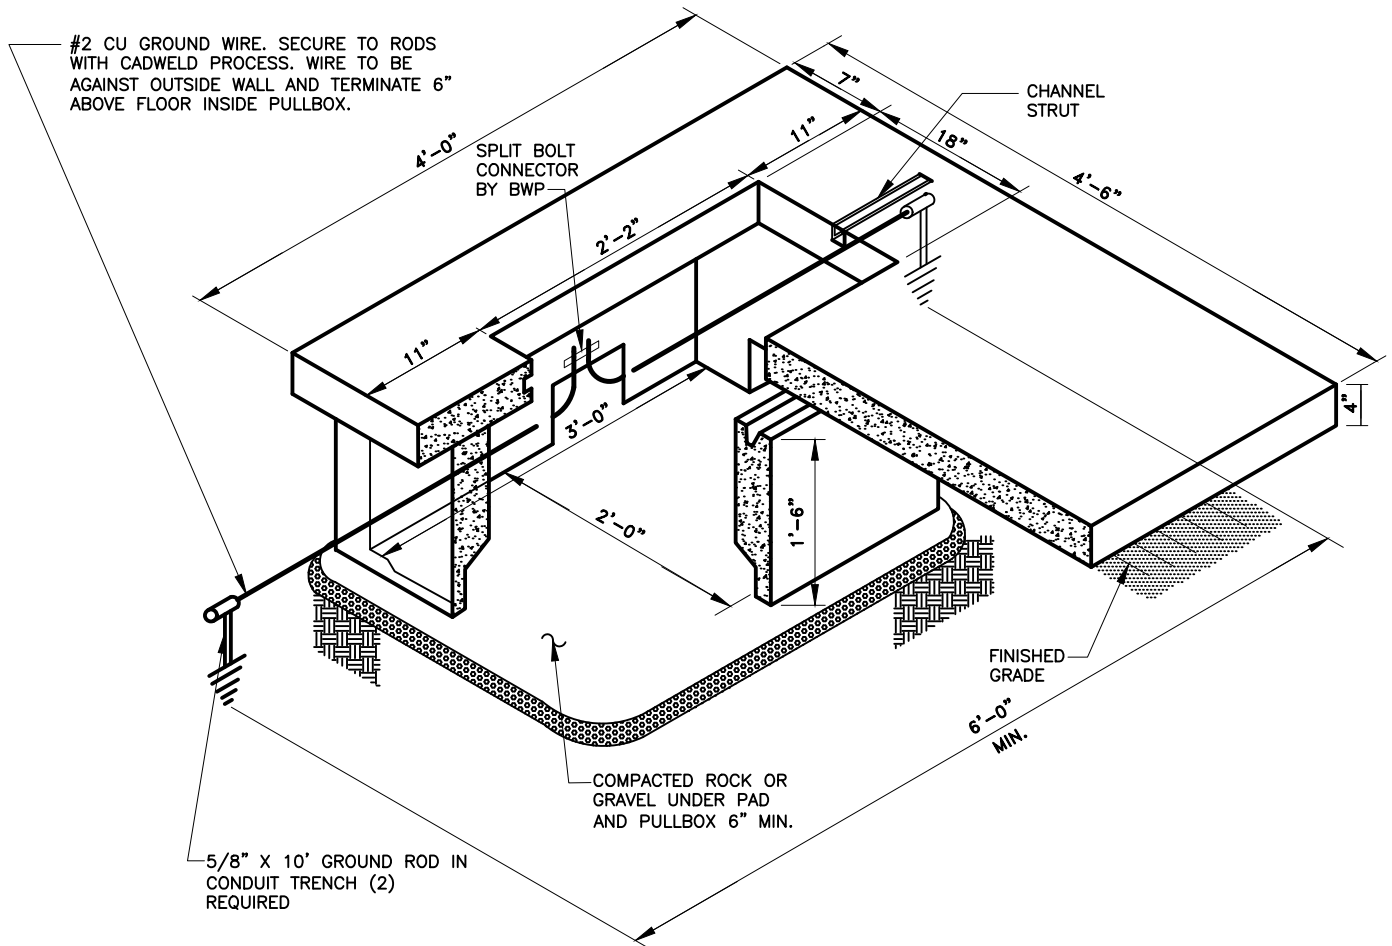 #2 CU GROUND WIRE. SECURE TO RODS
WITH CADWELD PROCESS. WIRE TO BE
AGAINST OUTSIDE WALL AND TERMINATE 6"
ABOVE FLOOR INSIDE PULLBOX.
4'-0"
SPLIT BOLT
CONNECTOR
BY BWP
7"
11"
18"
CHANNEL
STRUT
4'-6"
2'-2"
11"
3'-0"
4"
2'-0"
1'-6"
FINISHED
GRADE
6'-0"
MIN.
COMPACTED ROCK OR
GRAVEL UNDER PAD
AND PULLBOX 6" MIN.
5/8" X 10' GROUND ROD IN
CONDUIT TRENCH (2)
REQUIRED